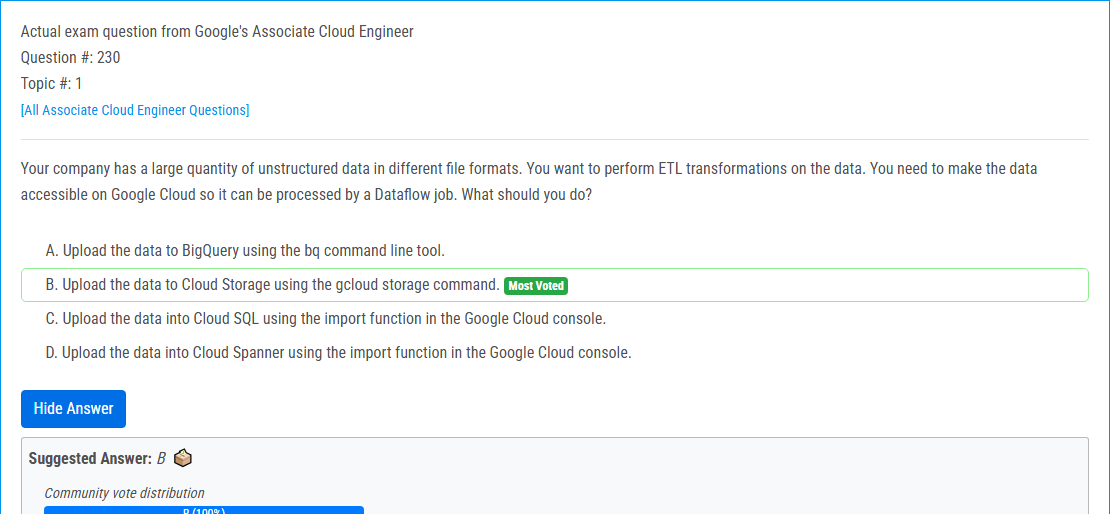 Actual exam question from Google's Associate Cloud Engineer
Question #: 230
Topic #: 1
[All Associate Cloud Engineer Questions]
Your company has a large quantity of unstructured data in different file formats. You want to perform ETL transformations on the data. You need to make the data
accessible on Google Cloud so it can be processed by a Dataflow job. What should you do?
A. Upload the data to BigQuery using the bq command line tool.
B. Upload the data to Cloud Storage using the gcloud storage command. Most Voted
C. Upload the data into Cloud SQL using the import function in the Google Cloud console.
D. Upload the data into Cloud Spanner using the import function in the Google Cloud console.
Hide Answer
Suggested Answer: B
Community vote distribution
B (100%)